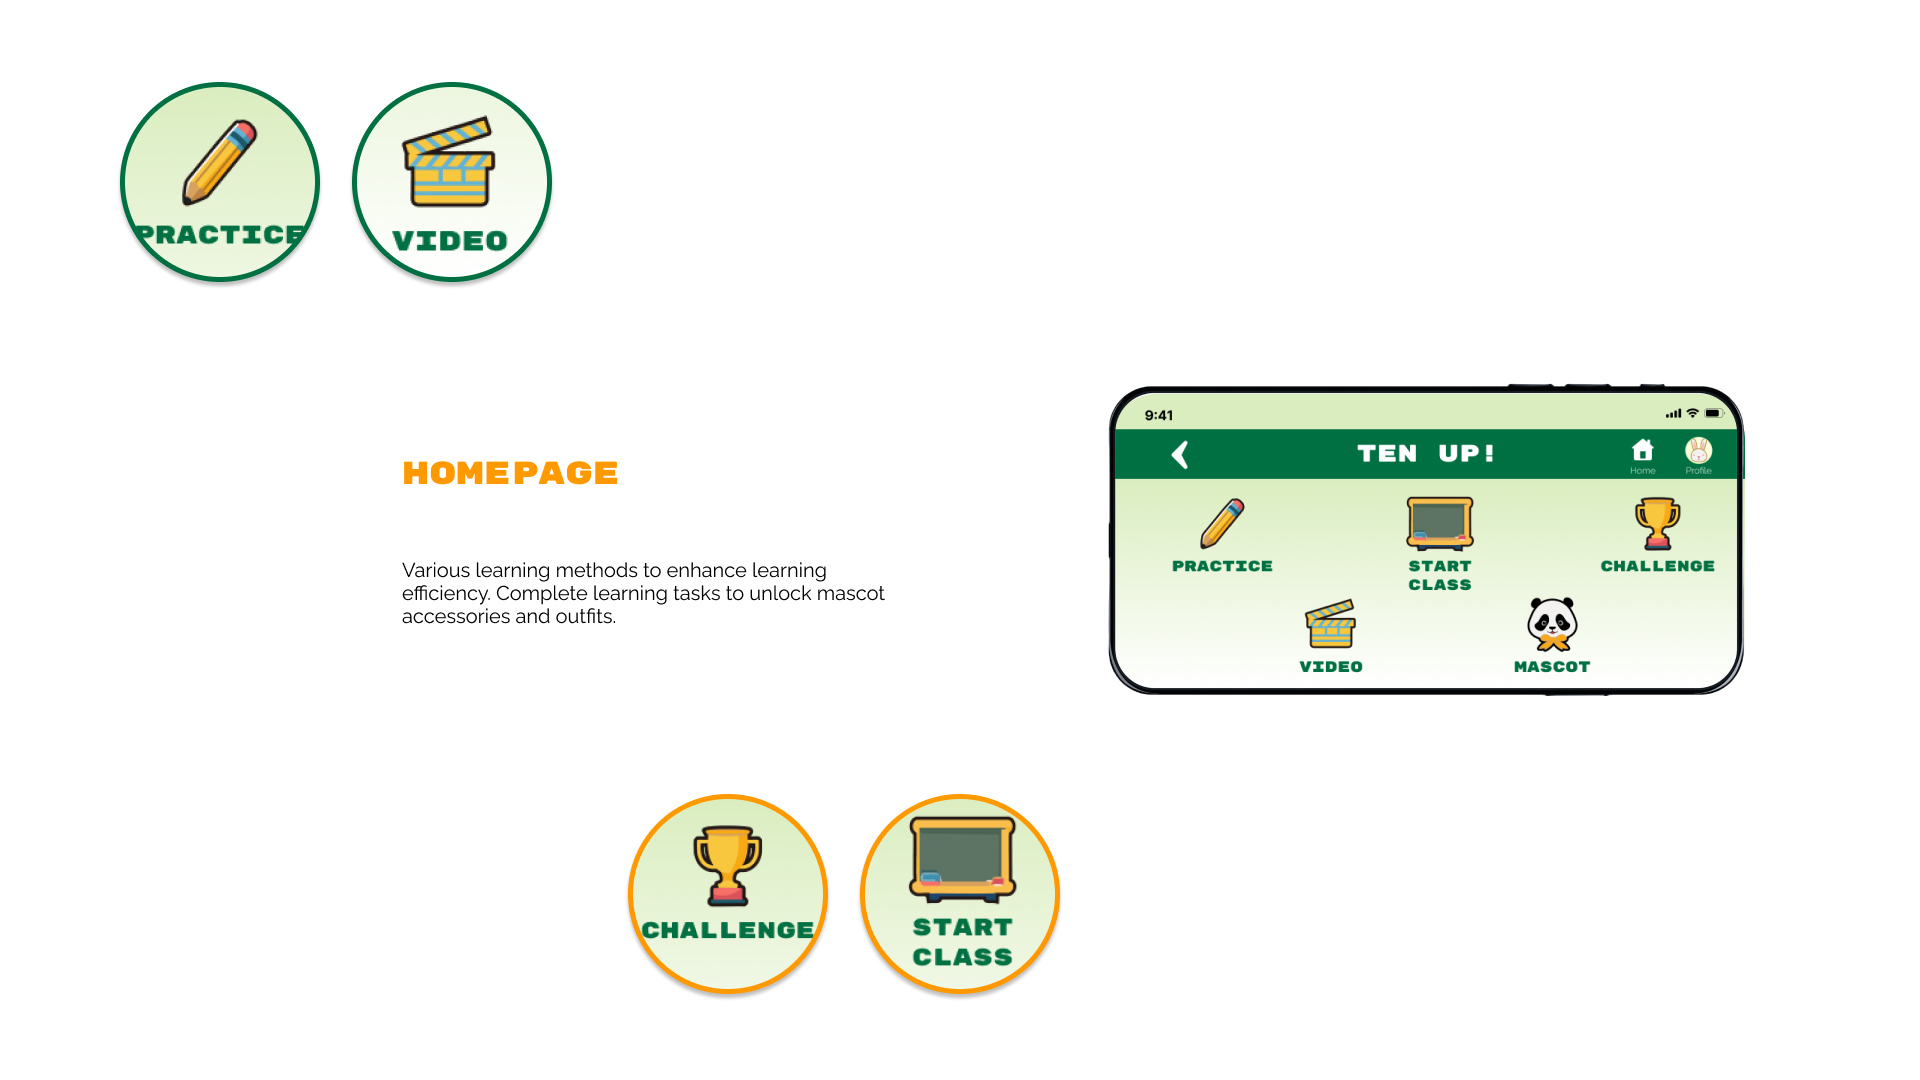 PRACTICE
VIDEO
HOMEPAGE
Various learning methods to enhance learning
efficiency. Complete learning tasks to unlock mascot
accessories and outfits.
9:41
TEN UP!
Home
Profile
PRACTICE
START
CLASS
CHALLENGE
VIDEO
MASCOT
CHALLENGE
START
CLASS